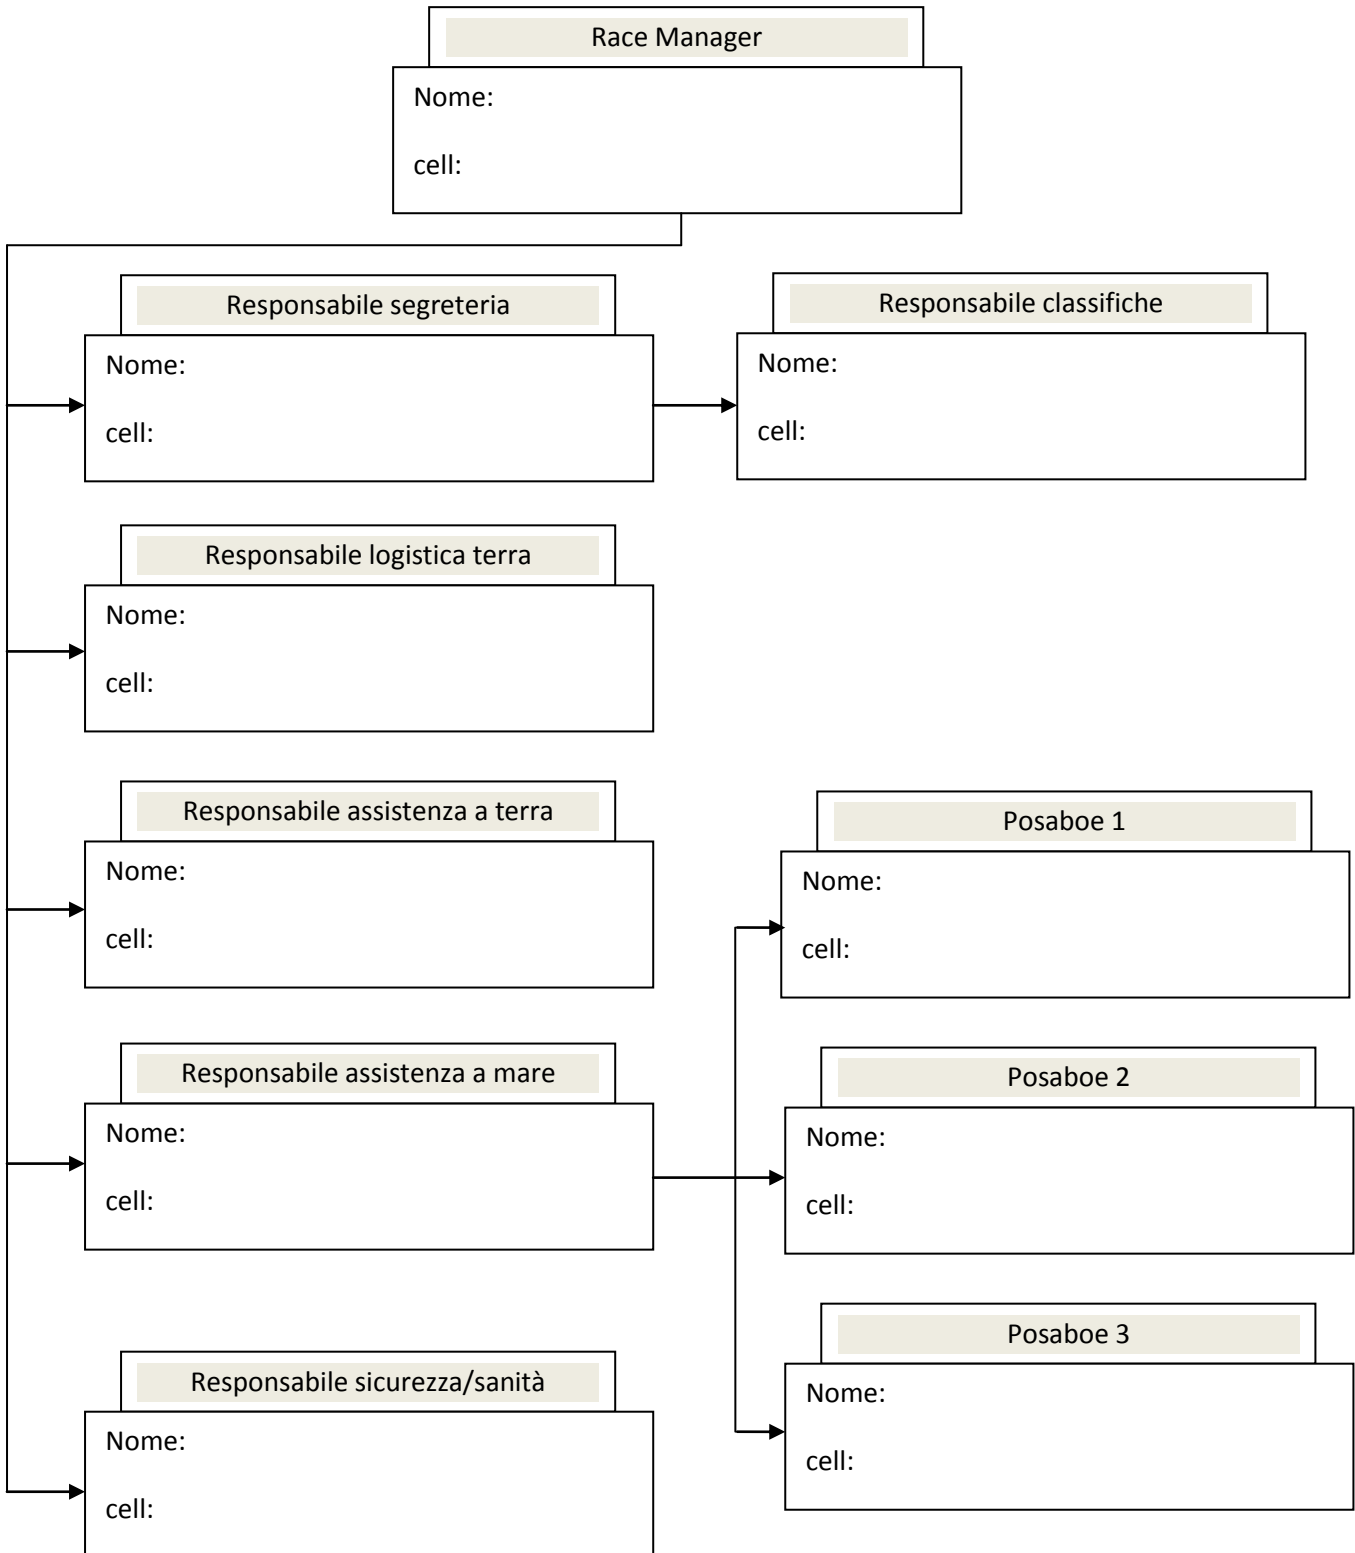 Race Manager
Nome:
cell:
Responsabile segreteria
Nome:
cell:
Responsabile classifiche
Nome:
cell:
Responsabile logistica terra
Nome:
cell:
Responsabile assistenza a terra
Nome:
cell:
Posaboe 1
Nome:
cell:
Responsabile assistenza a mare
Nome:
cell:
Posaboe 2
Nome:
cell:
Posaboe 3
Nome:
cell:
Responsabile sicurezza/sanità
Nome:
cell: